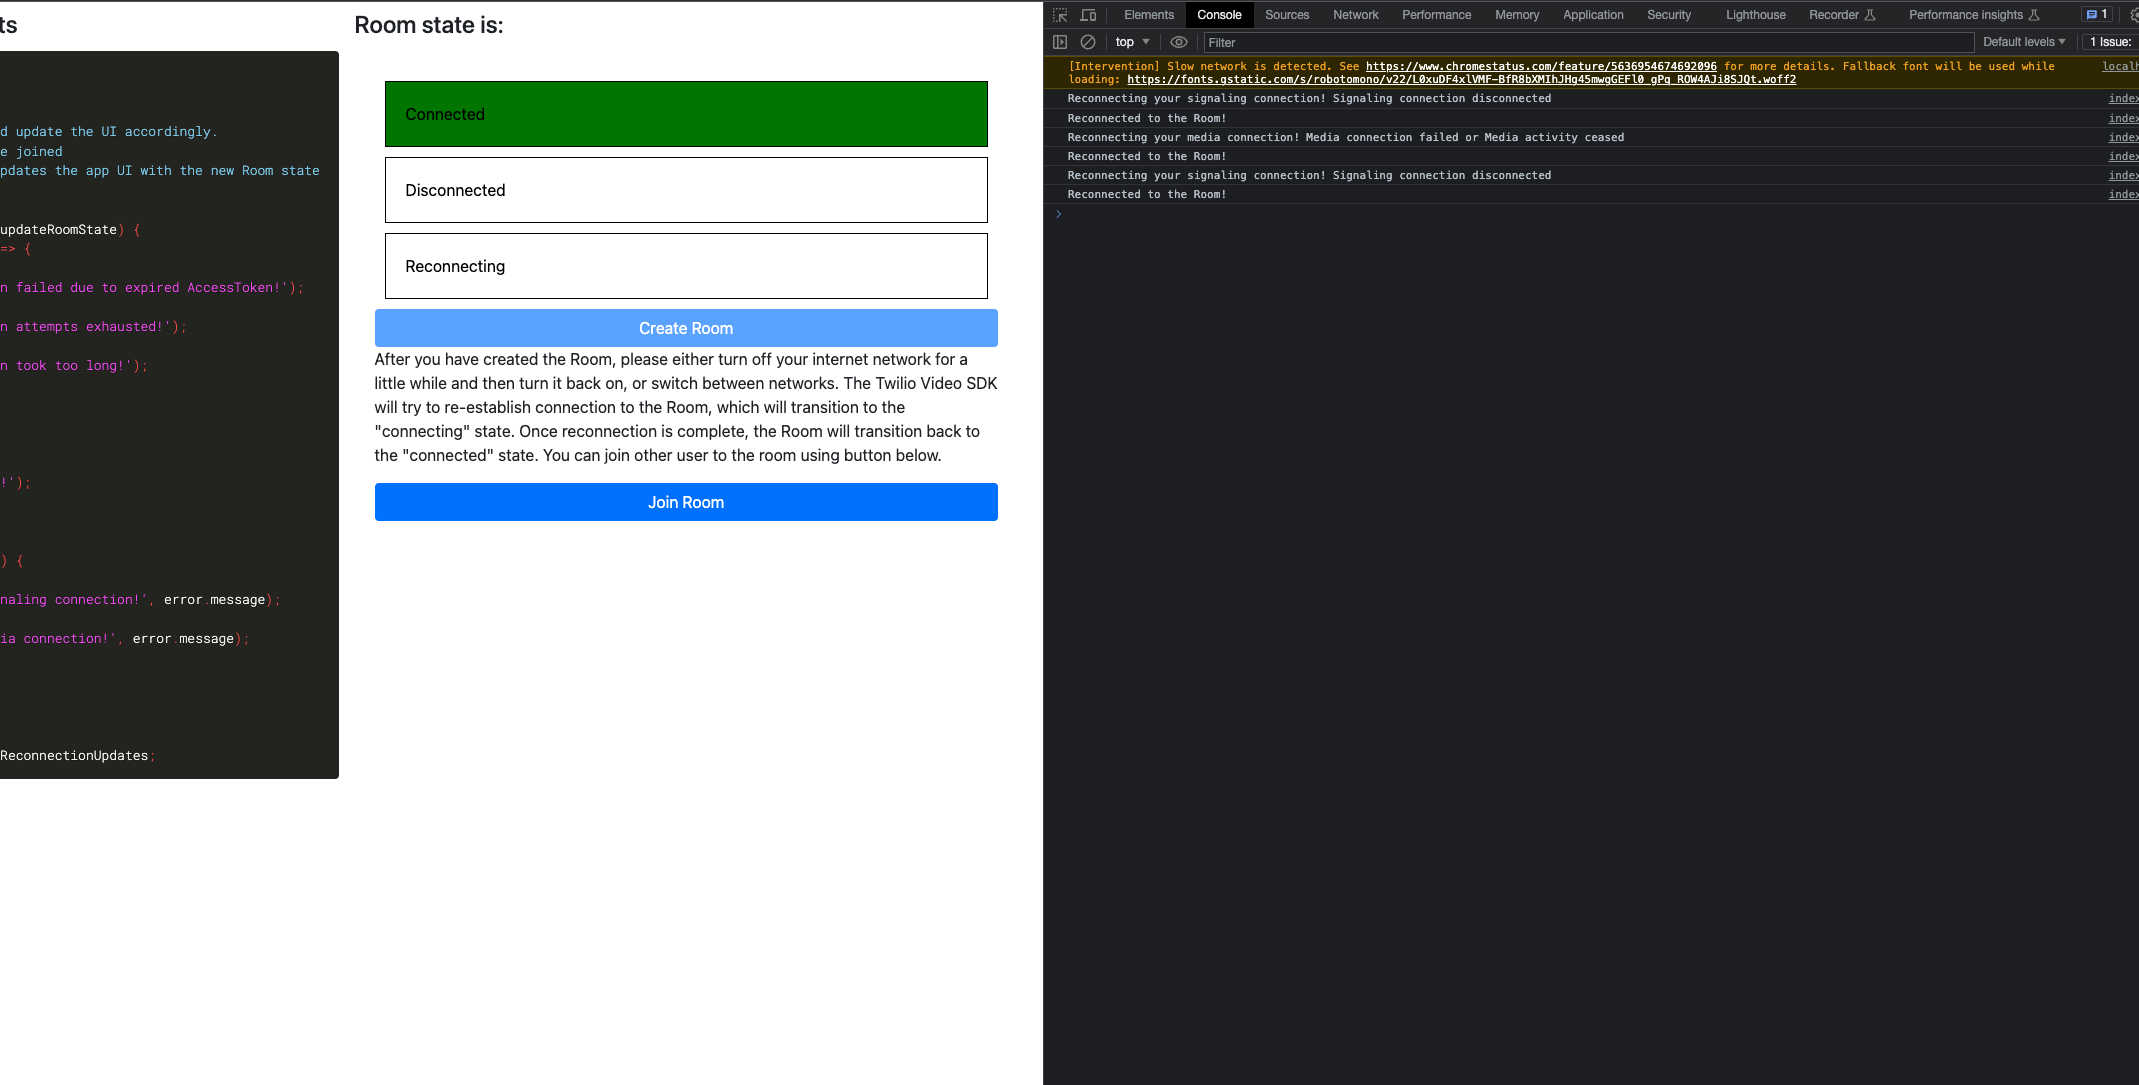 ts
d update the UI accordingly.
e joined
pdates the app UI with the new Room state
updateRoomState) {
=> {
n failed due to expired AccessToken!');
n attempts exhausted!');
n took too long!');
!');
) {
naling connection!', error.message);
ia connection!', error.message);
ReconnectionUpdates;
Room state is:
Connected
Disconnected
Reconnecting
Create Room
After you have created the Room, please either turn off your internet network for a
little while and then turn it back on, or switch between networks. The Twilio Video SDK
will try to re-establish connection to the Room, which will transition to the
"connecting" state. Once reconnection is complete, the Room will transition back to
the "connected" state. You can join other user to the room using button below.
Join Room
Elements Console Sources Network Performance Memory Application Security Lighthouse Recorder Performance insights 1
top Filter Default levels 1 Issue:
[Intervention] Slow network is detected. See https://www.chromestatus.com/feature/5636954674692096 for more details. Fallback font will be used while localh
loading: https://fonts.gstatic.com/s/robotomono/v22/L0xuDF4xlVMF-BfR8bXMIhJHg45mwgGEFl0_gPq_ROW4AJi8SJQt.woff2
Reconnecting your signaling connection! Signaling connection disconnected index
Reconnected to the Room! index
Reconnecting your media connection! Media connection failed or Media activity ceased index
Reconnected to the Room! index
Reconnecting your signaling connection! Signaling connection disconnected index
Reconnected to the Room! index